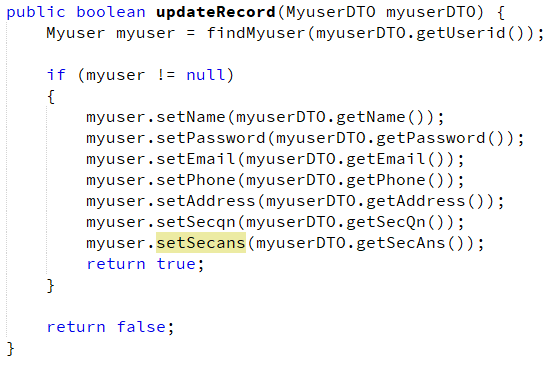 public boolean updateRecord(MyuserDTO myuserDTO) {
    Myuser myuser = findMyuser(myuserDTO.getUserid());

    if (myuser != null)
    {
        myuser.setName(myuserDTO.getName());
        myuser.setPassword(myuserDTO.getPassword());
        myuser.setEmail(myuserDTO.getEmail());
        myuser.setPhone(myuserDTO.getPhone());
        myuser.setAddress(myuserDTO.getAddress());
        myuser.setSecqn(myuserDTO.getSecQn());
        myuser.setSecans(myuserDTO.getSecAns());
        return true;
    }

    return false;
}